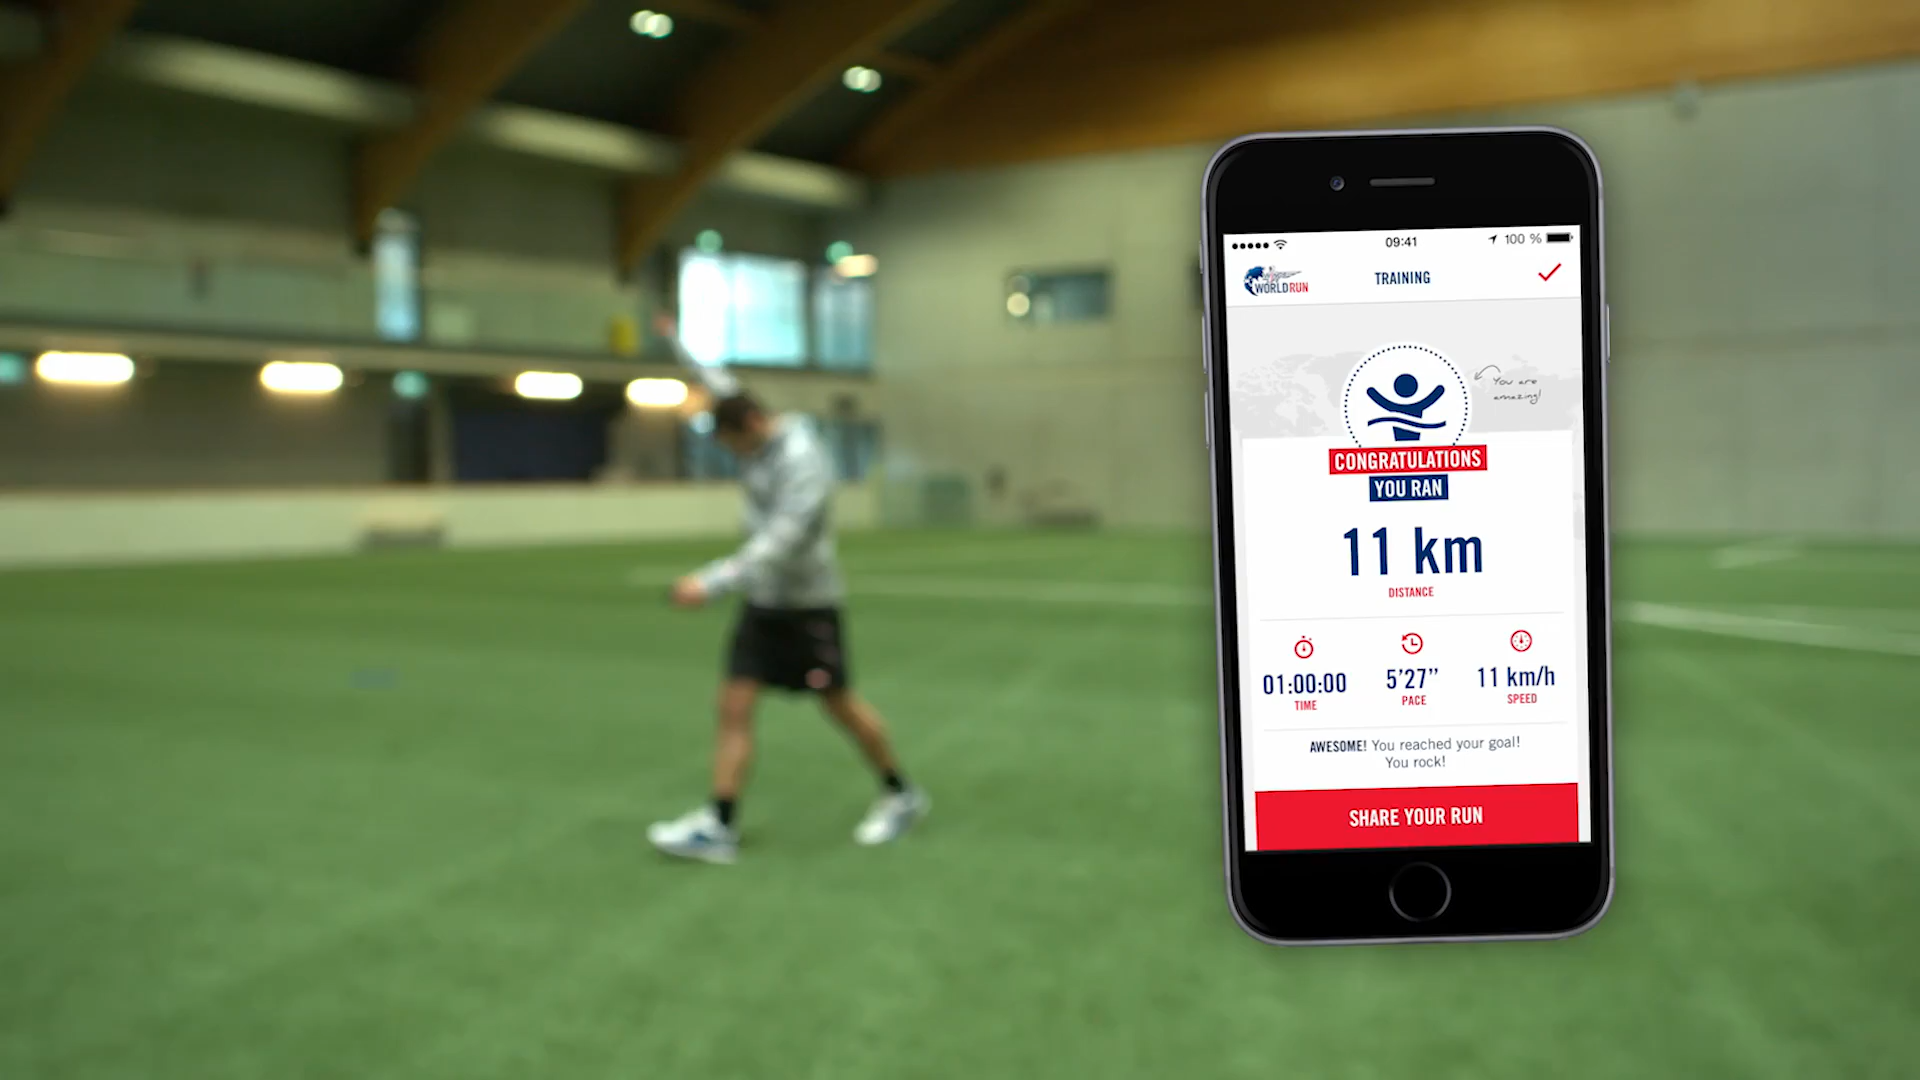 09:41
100 %
WORLD RUN
TRAINING
You are
amazing!
CONGRATULATIONS
YOU RAN
11 km
DISTANCE
01:00:00
5'27’’
11 km/h
TIME
PACE
SPEED
AWESOME! You reached your goal!
You rock!
SHARE YOUR RUN